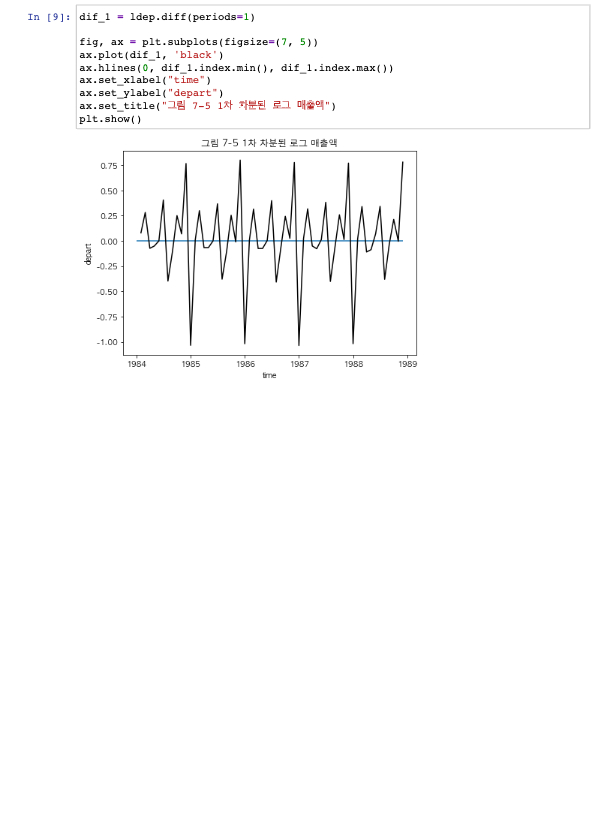 In [9]: dif_1 = ldep.diff(periods=1)
fig, ax = plt.subplots(figsize=(7, 5))
ax.plot(dif_1, 'black')
ax.hlines(0, dif_1.index.min(), dif_1.index.max())
ax.set_xlabel("time")
ax.set_ylabel("depart")
ax.set_title("그림 7-5 1차 차분된 로그 매출액")
plt.show()
그림 7-5 1차 차분된 로그 매출액
0.75
0.50
0.25
0.00
-0.25
-0.50
-0.75
-1.00
depart
1984 1985 1986 1987 1988 1989
time